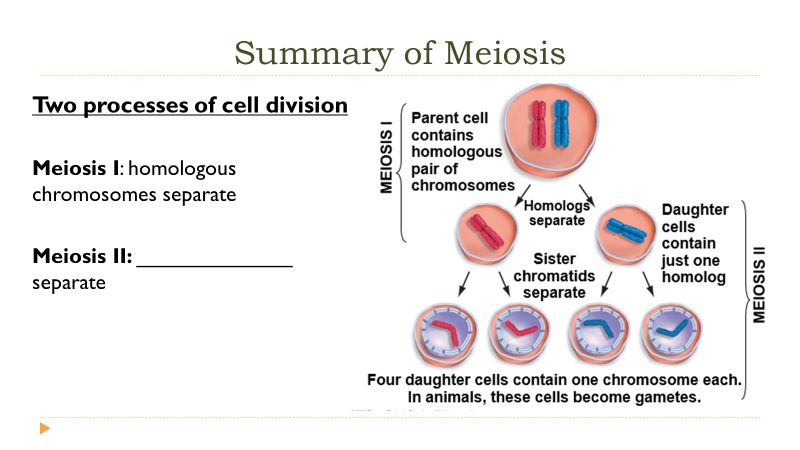 Summary of Meiosis
Two processes of cell division
Meiosis I: homologous
chromosomes separate
Meiosis II: _______________
separate
MEIOSIS I
Parent cell
contains
homologous
pair of
chromosomes
Homologs
separate
Daughter
cells
contain
just one
homolog
Sister
chromatids
separate
MEIOSIS II
Four daughter cells contain one chromosome each.
In animals, these cells become gametes.